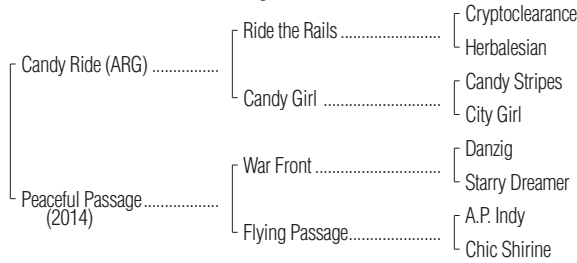 Cryptoclearance
Ride the Rails ....................
Herbalesian
Candy Ride (ARG) .................
Candy Stripes
Candy Girl ...........................
City Girl
Danzig
War Front ............................
Starry Dreamer
Peaceful Passage ...................
(2014)
A.P. Indy
Flying Passage ....................
Chic Shirine